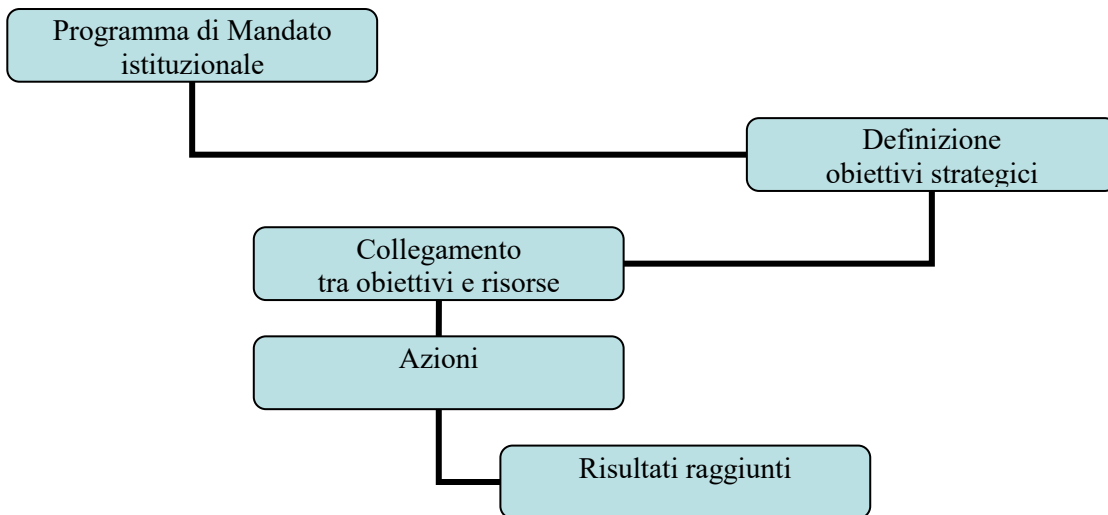 Programma di Mandato
istituzionale
Definizione
obiettivi strategici
Collegamento
tra obiettivi e risorse
Azioni
Risultati raggiunti